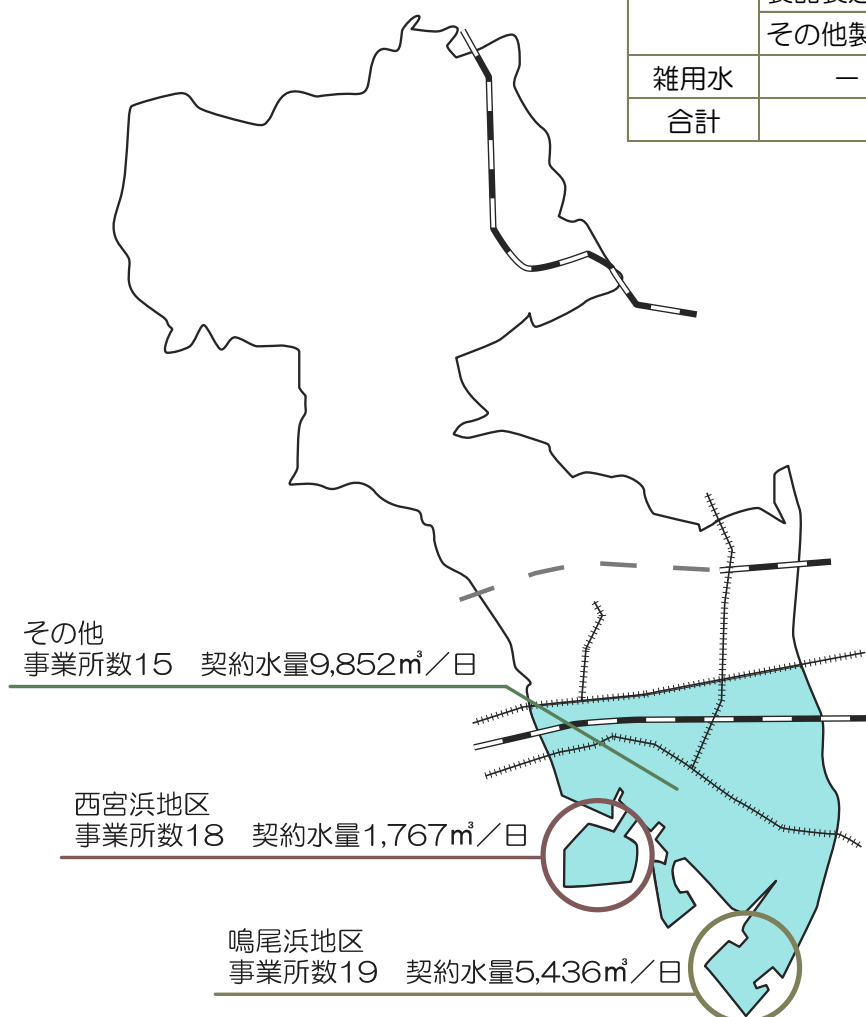 その他製
雑用水 －
合計
その他
事業所数15　契約水量9,852㎥／日
西宮浜地区
事業所数18　契約水量1,767㎥／日
鳴尾浜地区
事業所数19　契約水量5,436㎥／日